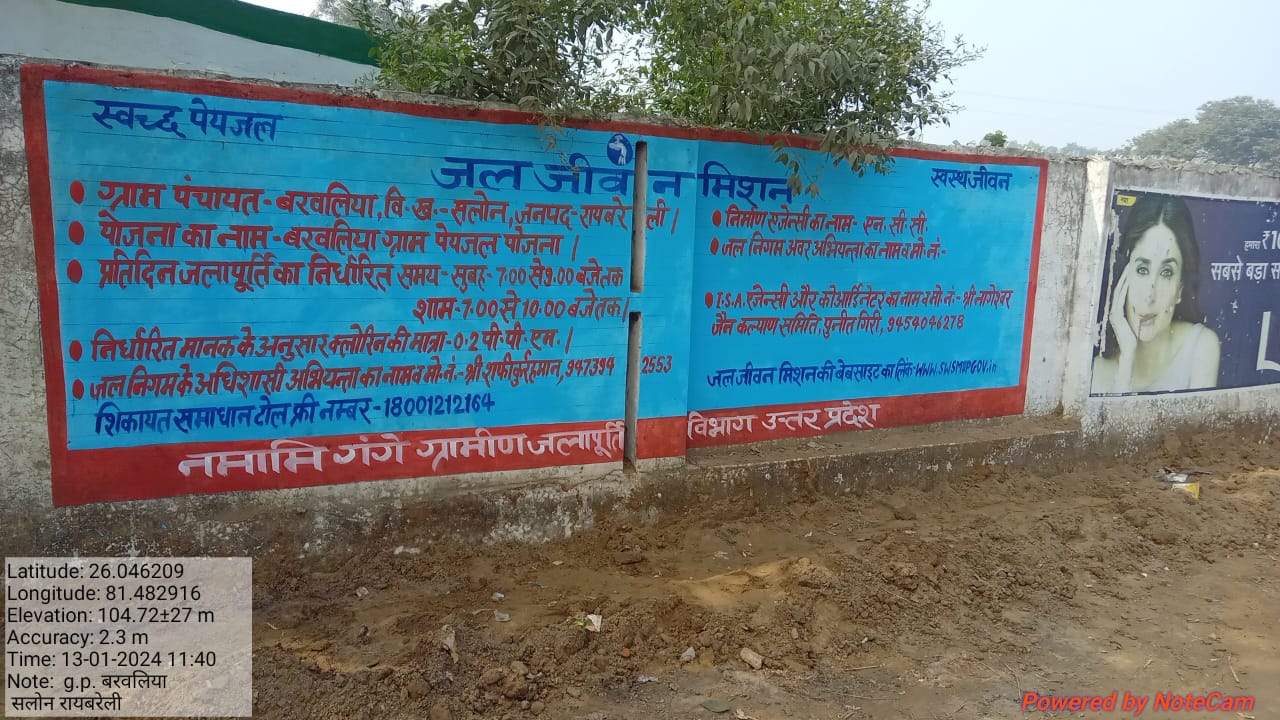 स्वच्द्द पेयजल
जल जीवन मिशन
स्वस्थजीवन
• ग्राम पंचायत-बरवलिया,वि.ख.-सलोन,जनपद-रायबरेली।
• योजना का नाम-बरवलिया ग्राम पेयजल योजना।
• प्रतिदिन जलापूर्ति का निर्धारित समय-सुबह-7:00 से 9.00 बजे तक
शाम-7.00 से 10.00 बजे तक।
• निर्धारित मानक के अनुसार क्लोरिन की मात्रा-0.2 पी.पी.एम.।
• जल निगम के अधिशासी अभियन्ता का नाम व मो.नं.-श्री शफीकुर्रहमान,9473942553
शिकायत समाधान टोल फ्री नम्बर-18001212164
• निर्माण एजेन्सी का नाम- एन.सी.सी.
• जल निगम अवर अभियन्ता का नाम व मो.नं:-
• I.S.A. एजेन्सी और कोआर्डिनेटर का नाम व मो.नं:- श्री नागेश्वर
जैन कल्याण समिति, पुनीत गिरी, 9454046278
जल जीवन मिशन की बेबसाइट का लिंक-WWW.SWSMUP.GOV.in
नमामि गंगे ग्रामीण जलापूर्ति विभाग उत्तर प्रदेश
नया
हमारा ₹10
सबसे बड़ा स
L
Latitude: 26.046209
Longitude: 81.482916
Elevation: 104.72±27 m
Accuracy: 2.3 m
Time: 13-01-2024 11:40
Note: g.p. बरवलिया
सलोन रायबरेली
Powered by NoteCam